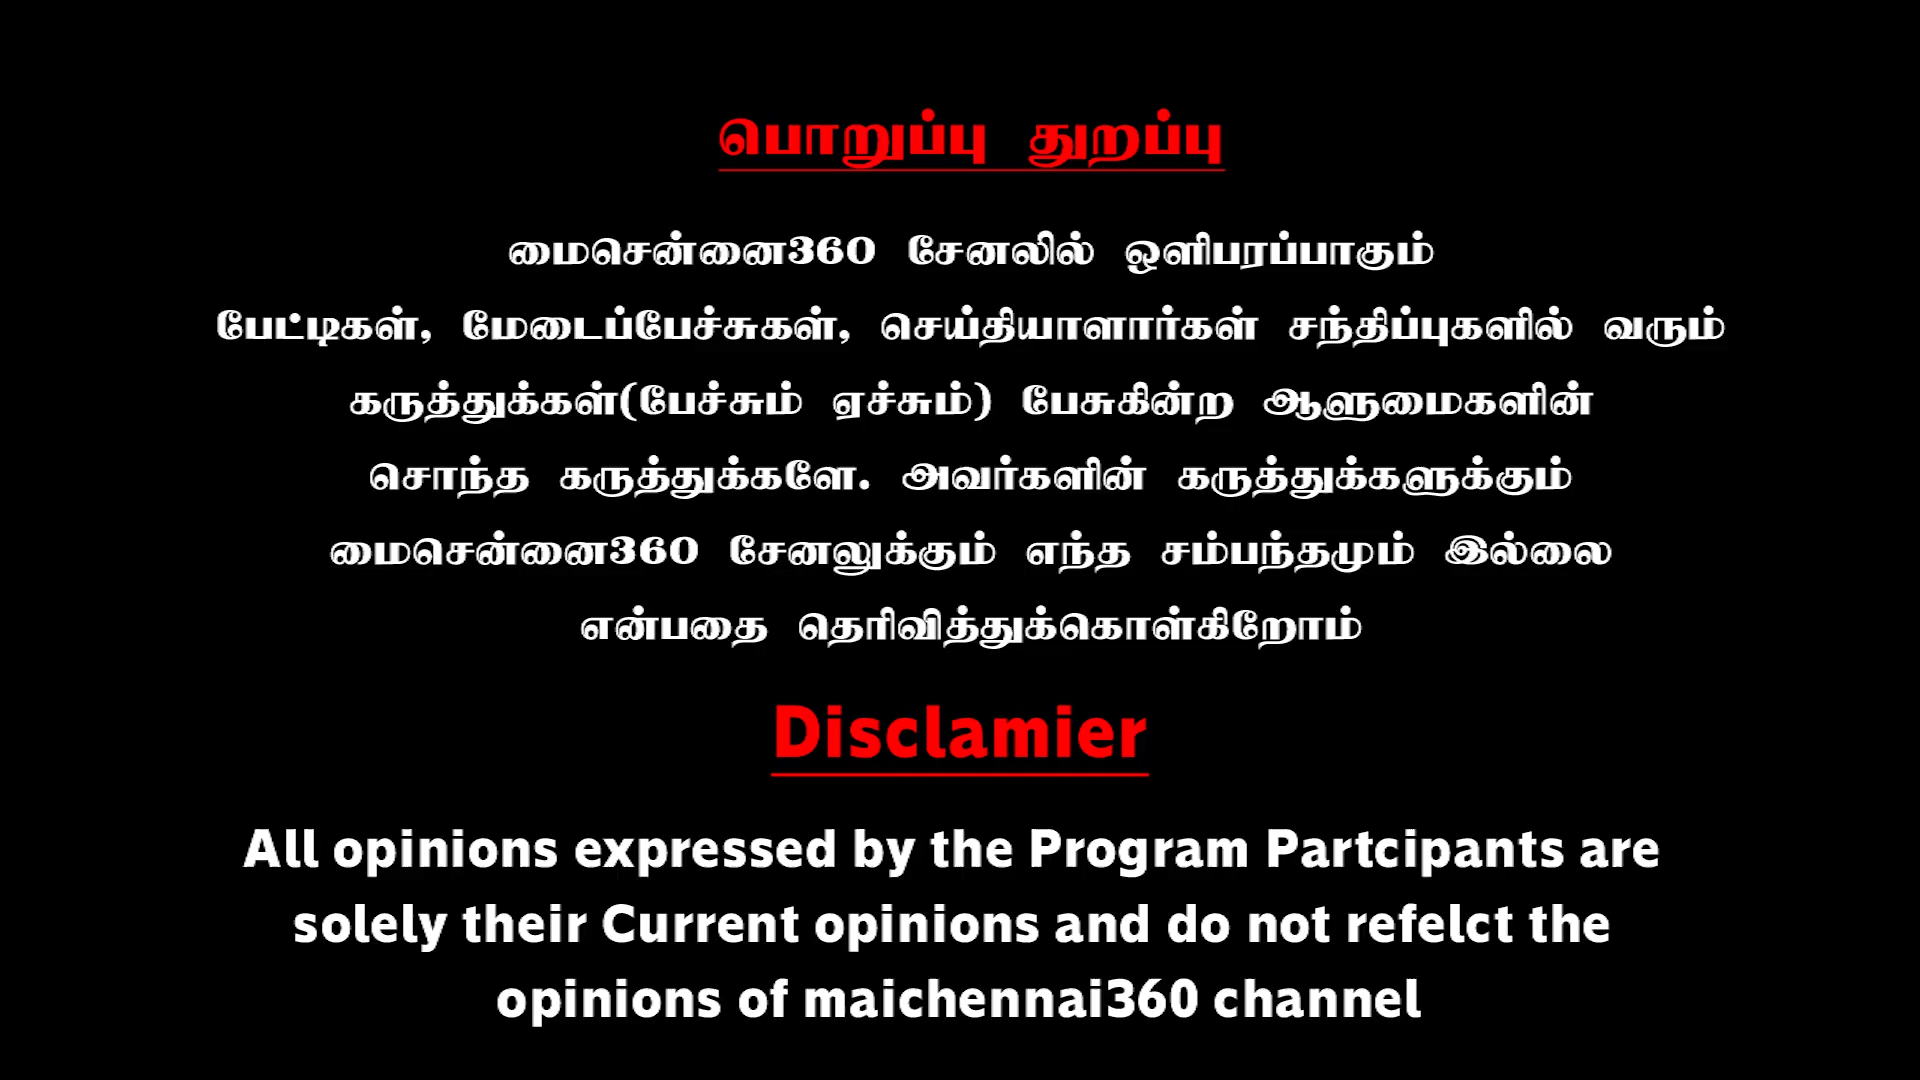 பொறுப்பு துறப்பு
மைசென்னை360 சேனலில் ஒளிபரப்பாகும்
பேட்டிகள், மேடைப்பேச்சுகள், செய்தியாளார்கள் சந்திப்புகளில் வரும்
கருத்துக்கள்(பேச்சும் ஏச்சும்) பேசுகின்ற ஆளுமைகளின்
சொந்த கருத்துக்களே. அவர்களின் கருத்துக்களுக்கும்
மைசென்னை360 சேனலுக்கும் எந்த சம்பந்தமும் இல்லை
என்பதை தெரிவித்துக்கொள்கிறோம்
Disclamier
All opinions expressed by the Program Partcipants are
solely their Current opinions and do not refelct the
opinions of maichennai360 channel